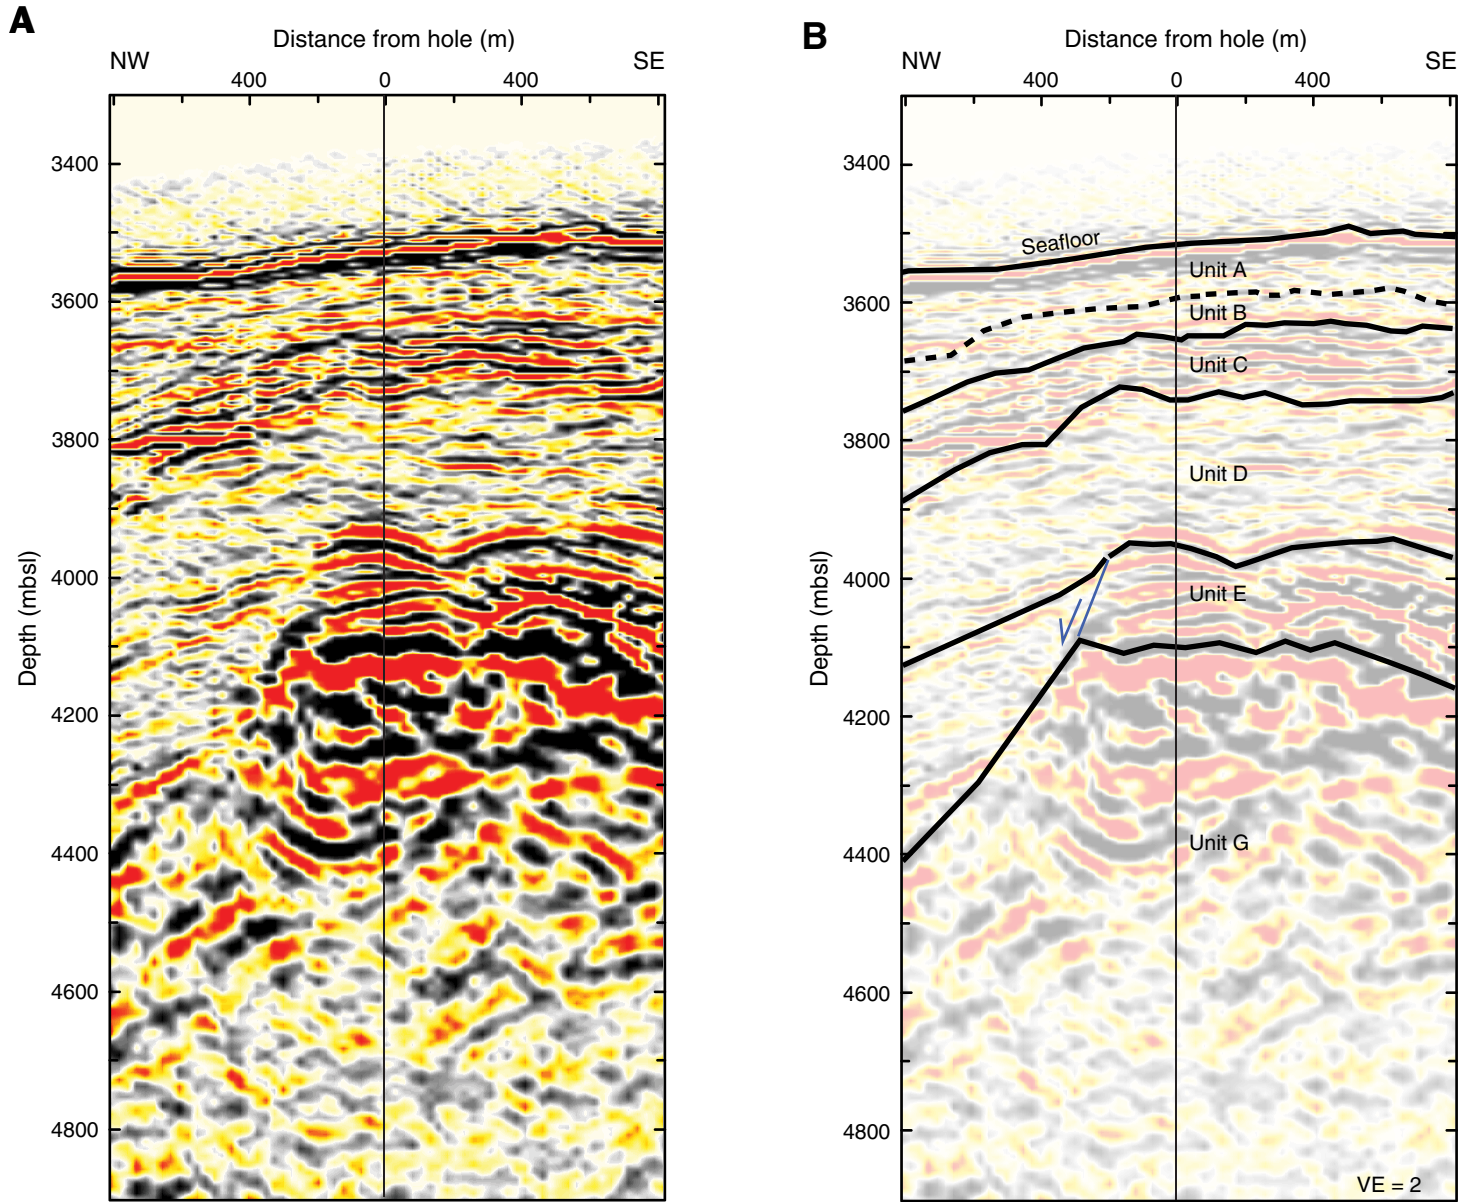 A
Distance from hole (m)
NW
SE
400
0
400
3400
3600
3800
4000
4200
4400
4600
4800
Depth (mbsl)
B
Distance from hole (m)
NW
SE
400
0
400
3400
3600
3800
4000
4200
4400
4600
4800
Depth (mbsl)
Seafloor
Unit A
Unit B
Unit C
Unit D
Unit E
Unit G
VE = 2